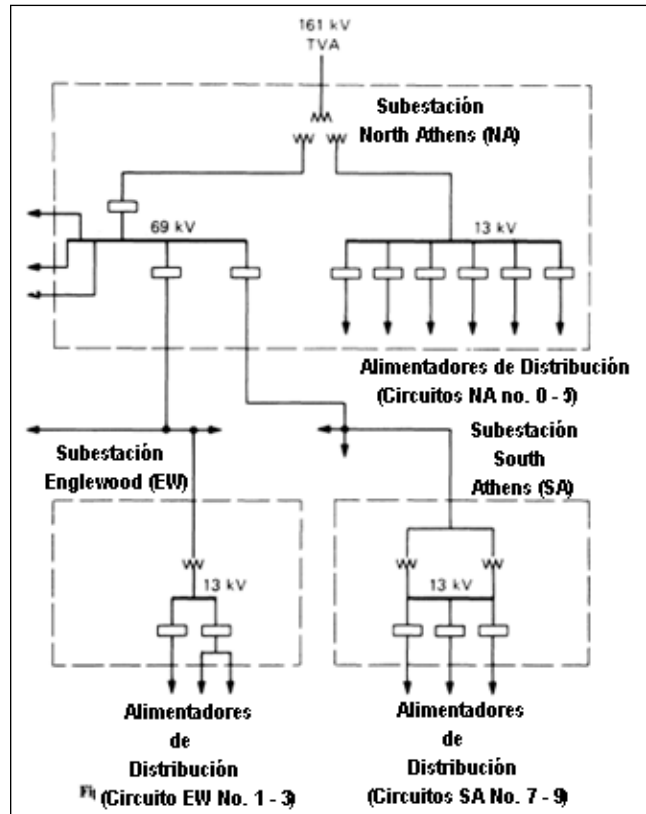 161 kV
TVA
Subestación
North Athens (NA)
69 kV
13 kV
Alimentadores de Distribución
(Circuitos NA no. 0 - 5)
Subestación
Englewood (EW)
Subestación
South
Athens (SA)
13 kV
13 kV
Alimentadores
de
Distribución
(Circuito EW No. 1 - 3)
Alimentadores
de
Distribución
(Circuitos SA No. 7 - 9)